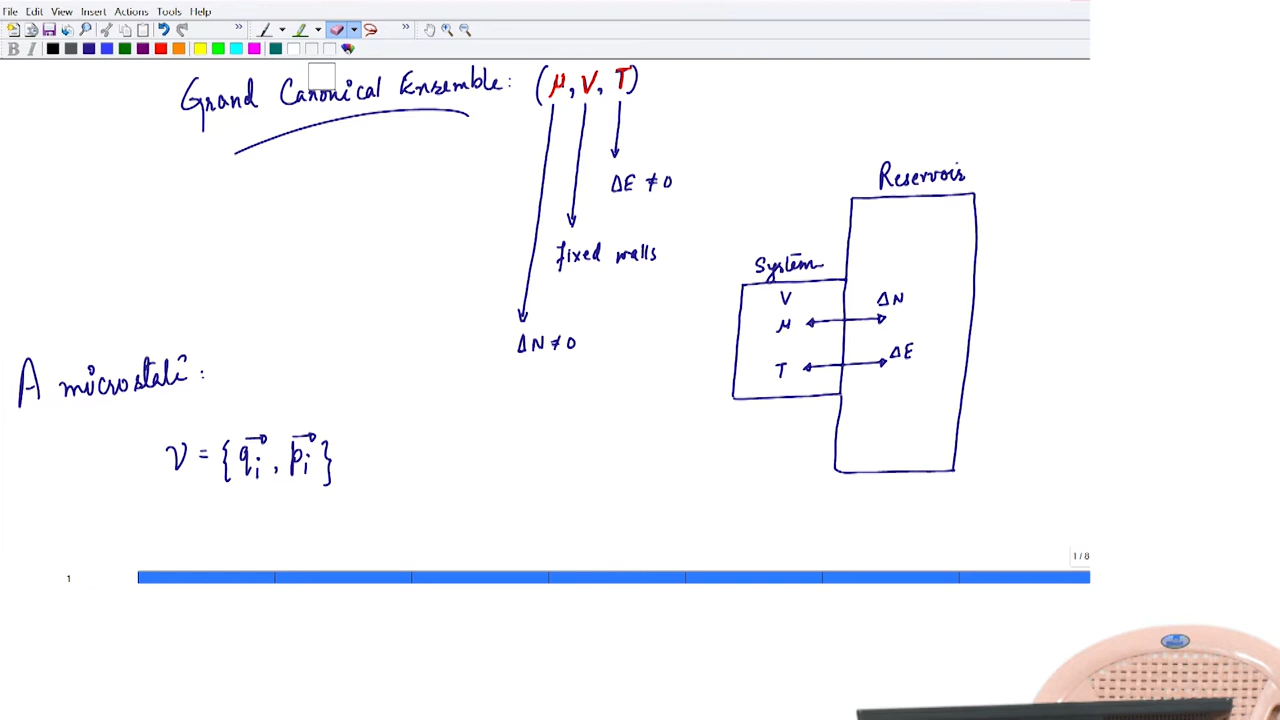 File Edit View Insert Actions Tools Help
» »
B I
Grand Canonical Ensemble: (μ, V, T)
ΔE ≠ 0
Reservoir
fixed walls
System
V ΔN
μ
ΔN ≠ 0
T ΔE
A microstate:
ν = { q⃗i , p⃗i }
1 / 8
1